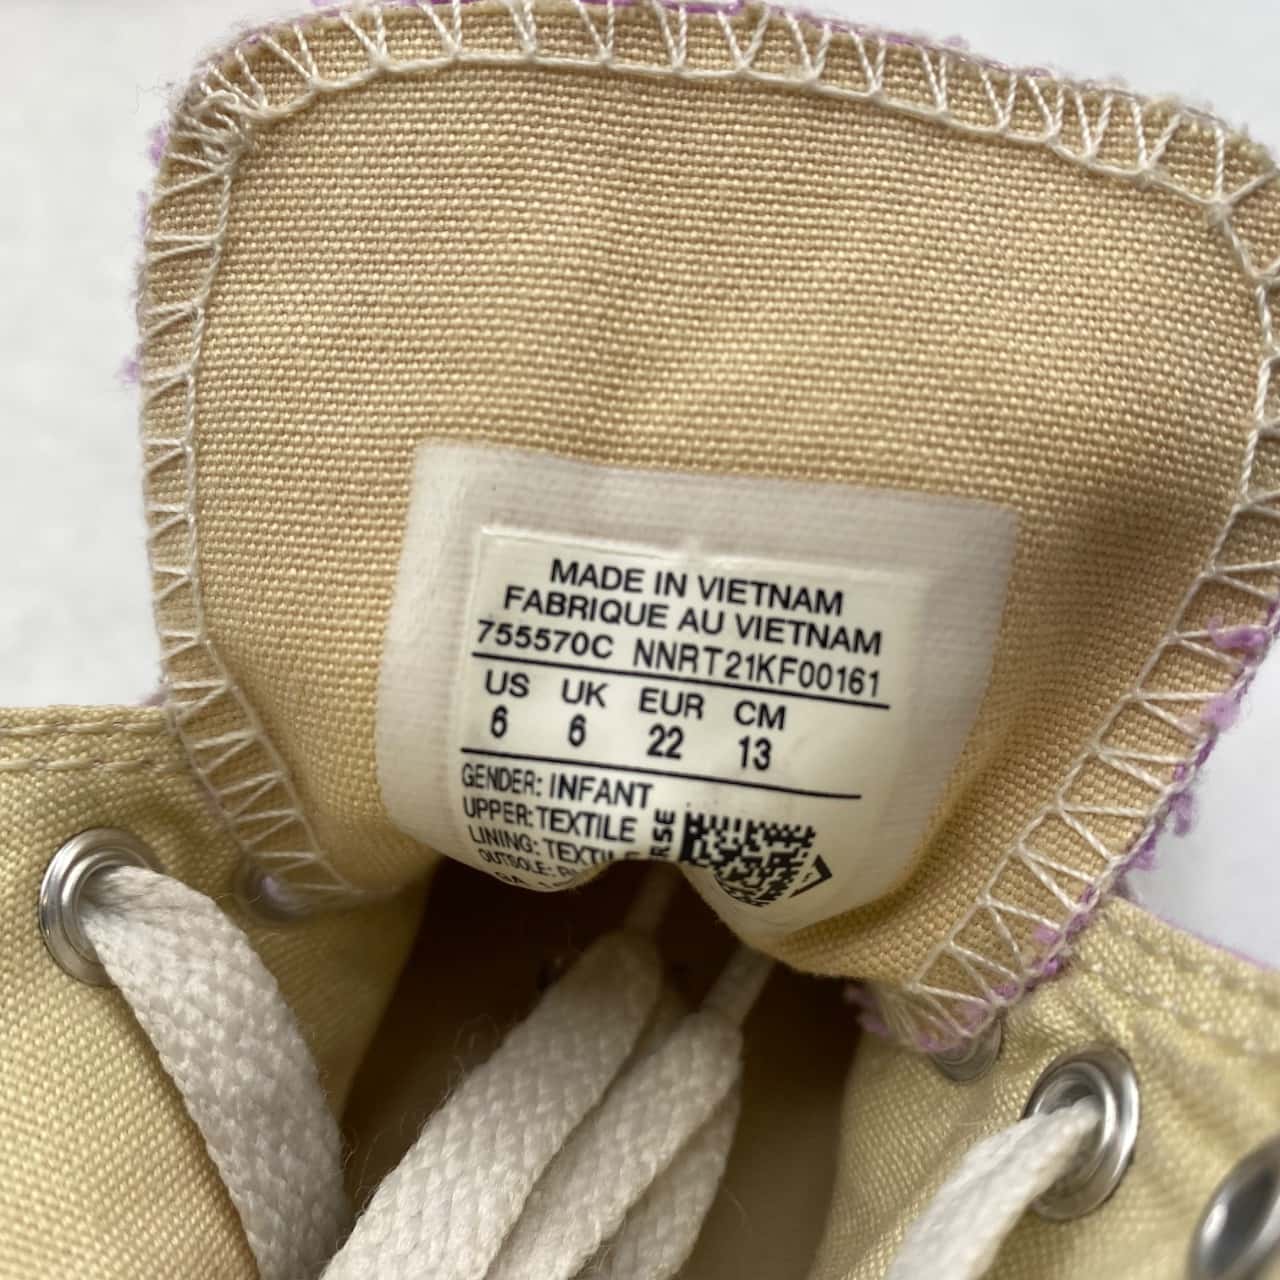 MADE IN VIETNAM
FABRIQUE AU VIETNAM
755570C NNRT21KF00161
US UK EUR CM
6 6 22 13
GENDER: INFANT
UPPER: TEXTILE
LINING:
OUTSOLE: